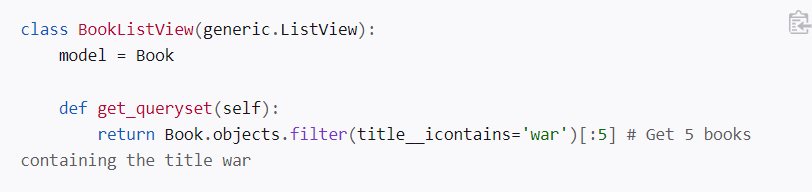 class BookListView(generic.ListView):
    model = Book

    def get_queryset(self):
        return Book.objects.filter(title__icontains='war')[:5] # Get 5 books
containing the title war